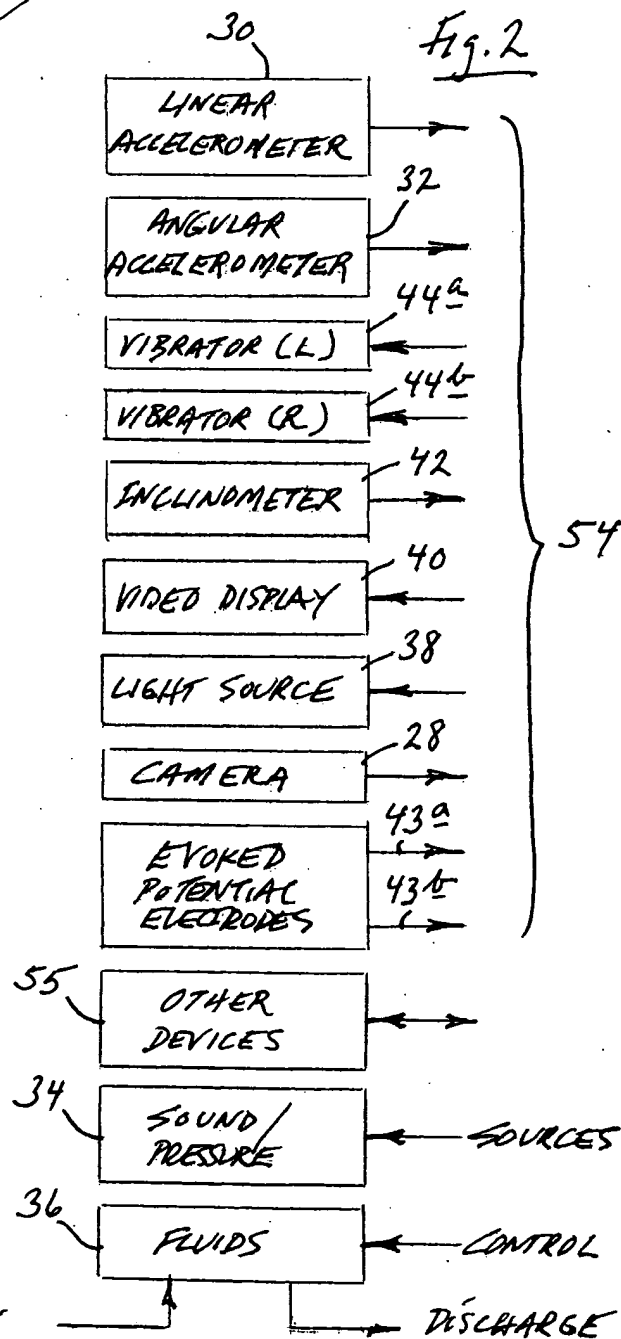 30
Fig. 2
LINEAR
ACCELEROMETER
32
ANGULAR
ACCELEROMETER
44a
VIBRATOR (L)
44b
VIBRATOR (R)
42
INCLINOMETER
54
40
VIDEO DISPLAY
38
LIGHT SOURCE
28
CAMERA
43a
EVOKED
POTENTIAL
ELECTRODES
43b
55
OTHER
DEVICES
34
SOUND/
PRESSURE
SOURCES
36
FLUIDS
CONTROL
DISCHARGE